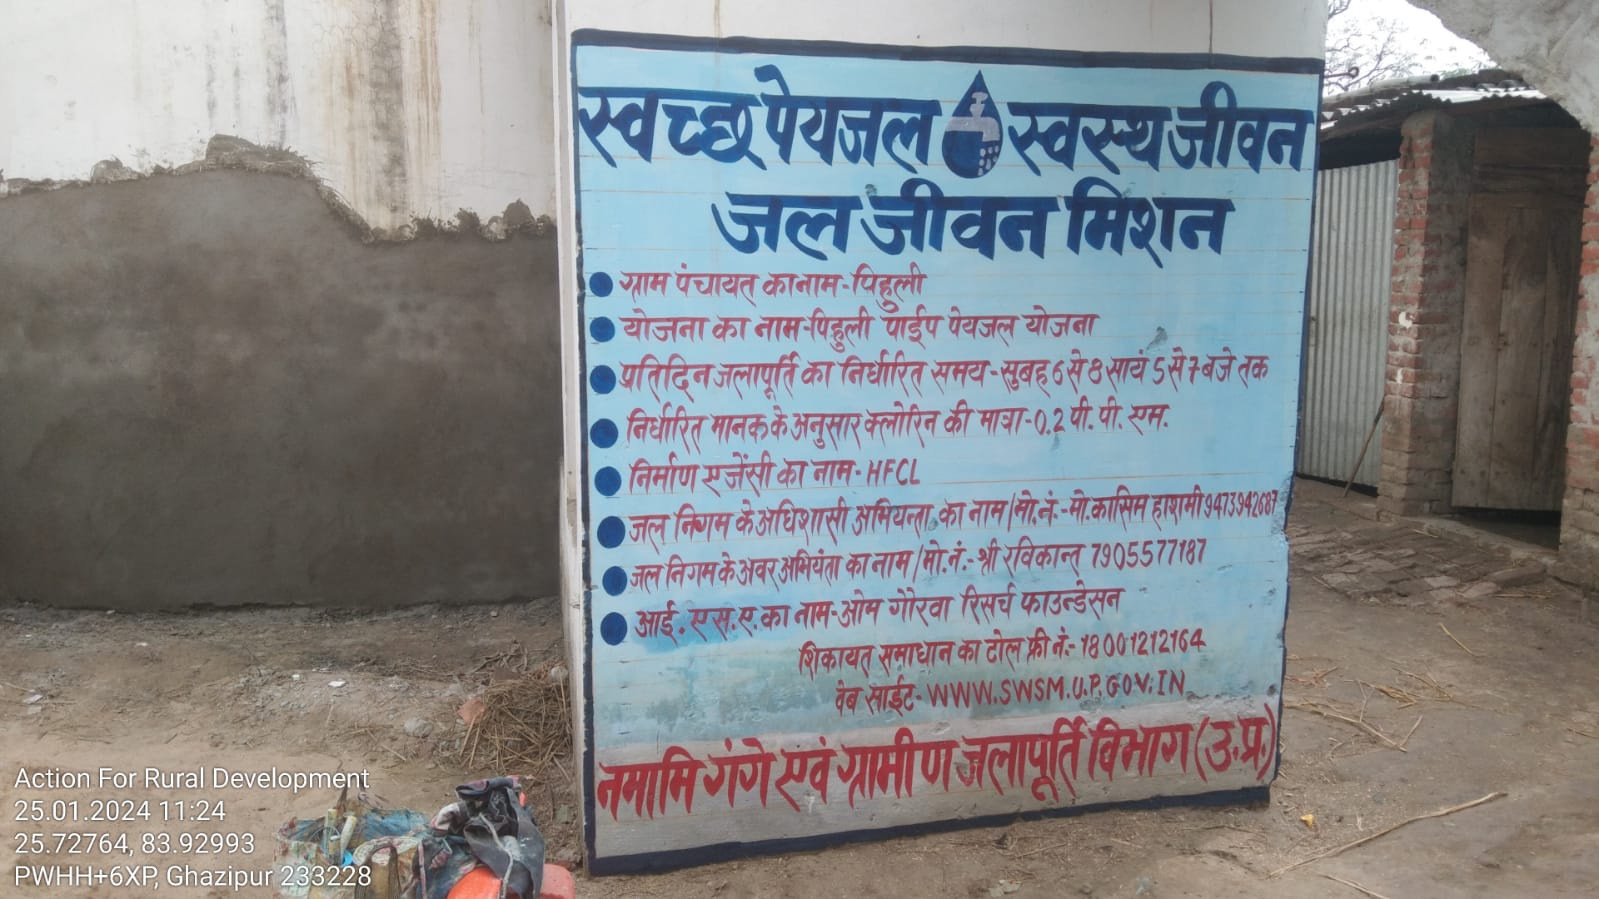 स्वच्छ पेयजल स्वस्थ जीवन
जल जीवन मिशन
ग्राम पंचायत का नाम-पिहुली
योजना का नाम-पिहुली पाईप पेयजल योजना
प्रतिदिन जलापूर्ति का निर्धारित समय-सुबह 6 से 8 सायं 5 से 7 बजे तक
निर्धारित मानक के अनुसार क्लोरिन की मात्रा-0.2 पी. पी. एम.
निर्माण एजेंसी का नाम-HFCL
जल निगम के अधिशासी अभियन्ता का नाम/मो.नं.-मो.कासिम हाशमी 9473942687
जल निगम के अवर अभियंता का नाम/मो.नं.-श्री रविकान्त 7905577187
आई. एस.ए.का नाम-ओम गोरवा रिसर्च फाउन्डेसन
शिकायत समाधान का टोल फ्री नं:-18001212164
वेब साईट-WWW.SWSM.U.P.GOV.IN
नमामि गंगे एवं ग्रामीण जलापूर्ति विभाग (उ.प्र.)
Action For Rural Development
25.01.2024 11:24
25.72764, 83.92993
PWHH+6XP, Ghazipur 233228